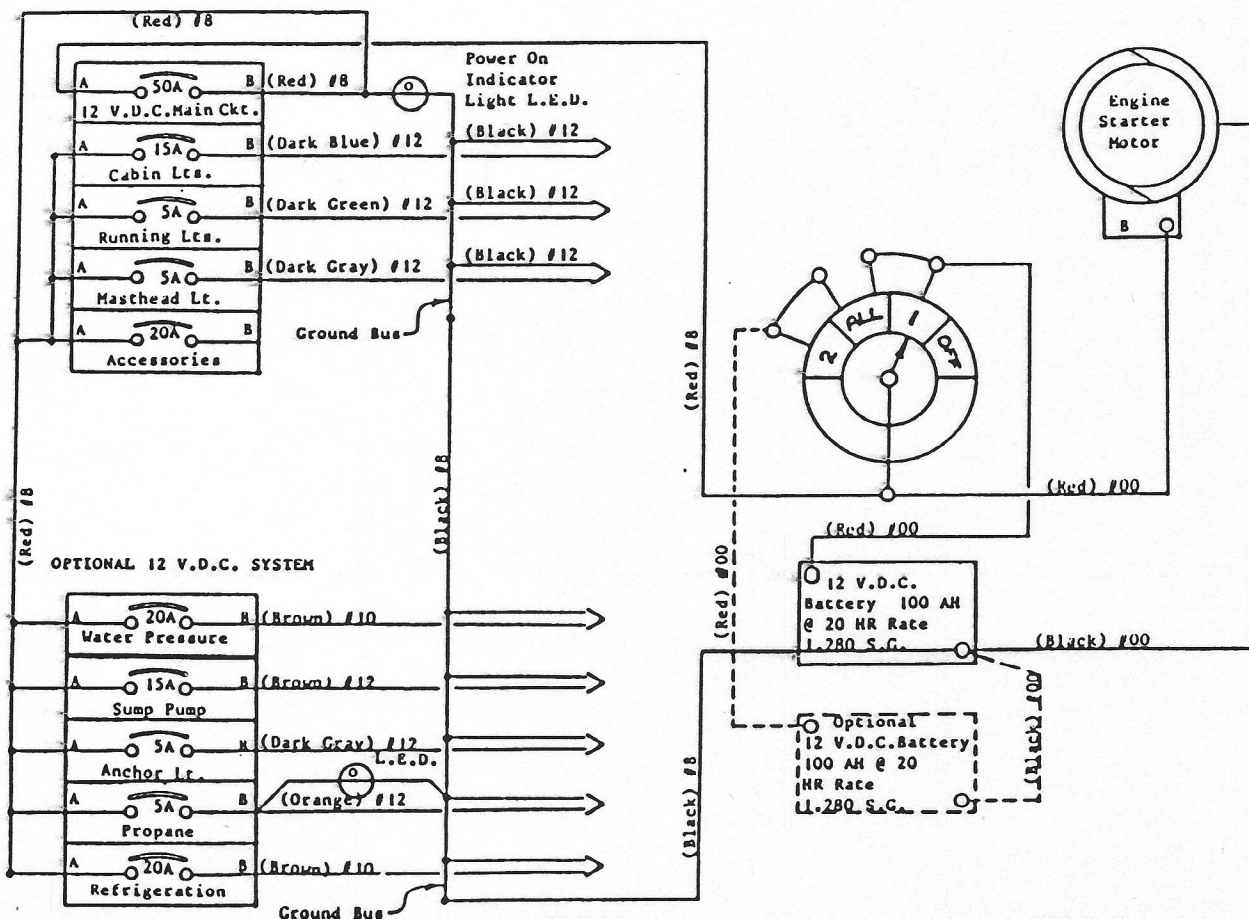 (Red) #8
A 50A B (Red) #8
12 V.D.C.Main Ckt.
Power On
Indicator
Light L.E.D.
A 15A B (Dark Blue) #12
Cabin Lts.
(Black) #12
A 5A B (Dark Green) #12
Running Lts.
(Black) #12
A 5A B (Dark Gray) #12
Masthead Lt.
(Black) #12
A 20A B
Accessories
Ground Bus
Engine
Starter
Motor
B
2 ALL 1 OFF
(Red) #8
(Red) #00
(Red) #00
(Red) #8
(Black) #8
(Red) #00
OPTIONAL 12 V.D.C. SYSTEM
A 20A B (Brown) #10
Water Pressure
A 15A B (Brown) #12
Sump Pump
A 5A B (Dark Gray) #12
Anchor Lt.
L.E.D.
A 5A B (Orange) #12
Propane
A 20A B (Brown) #10
Refrigeration
Ground Bus
12 V.D.C.
Battery 100 AH
@ 20 HR Rate
1.280 S.G.
(Black) #00
(Black) #00
Optional
12 V.D.C.Battery
100 AH @ 20
HR Rate
1.280 S.G.
(Black) #8